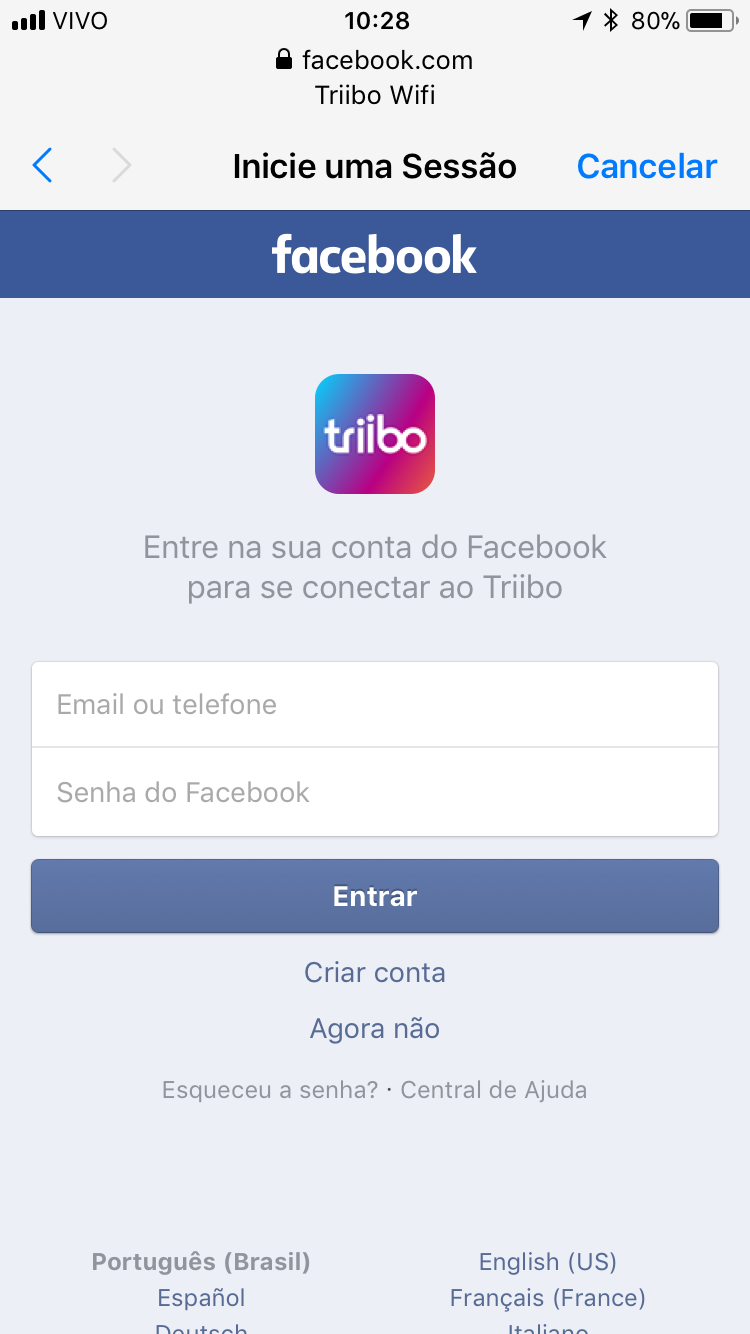 VIVO 10:28 80%
facebook.com
Triibo Wifi
Inicie uma Sessão Cancelar
facebook
triibo
Entre na sua conta do Facebook
para se conectar ao Triibo
Email ou telefone
Senha do Facebook
Entrar
Criar conta
Agora não
Esqueceu a senha? · Central de Ajuda
Português (Brasil) English (US)
Español Français (France)
Deutsch Italiano